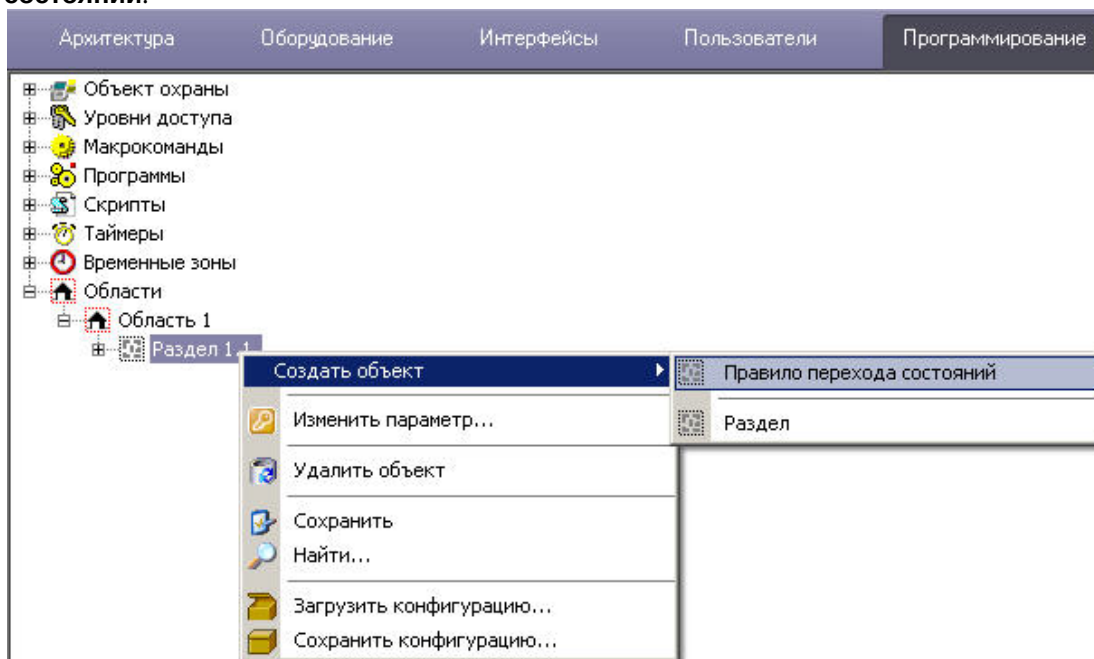 состояний.
Архитектура Оборудование Интерфейсы Пользователи Программирование
Объект охраны
Уровни доступа
Макрокоманды
Программы
Скрипты
Таймеры
Временные зоны
Области
Область 1
Раздел 1.1
Создать объект
Правило перехода состояний
Изменить параметр...
Раздел
Удалить объект
Сохранить
Найти...
Загрузить конфигурацию...
Сохранить конфигурацию...